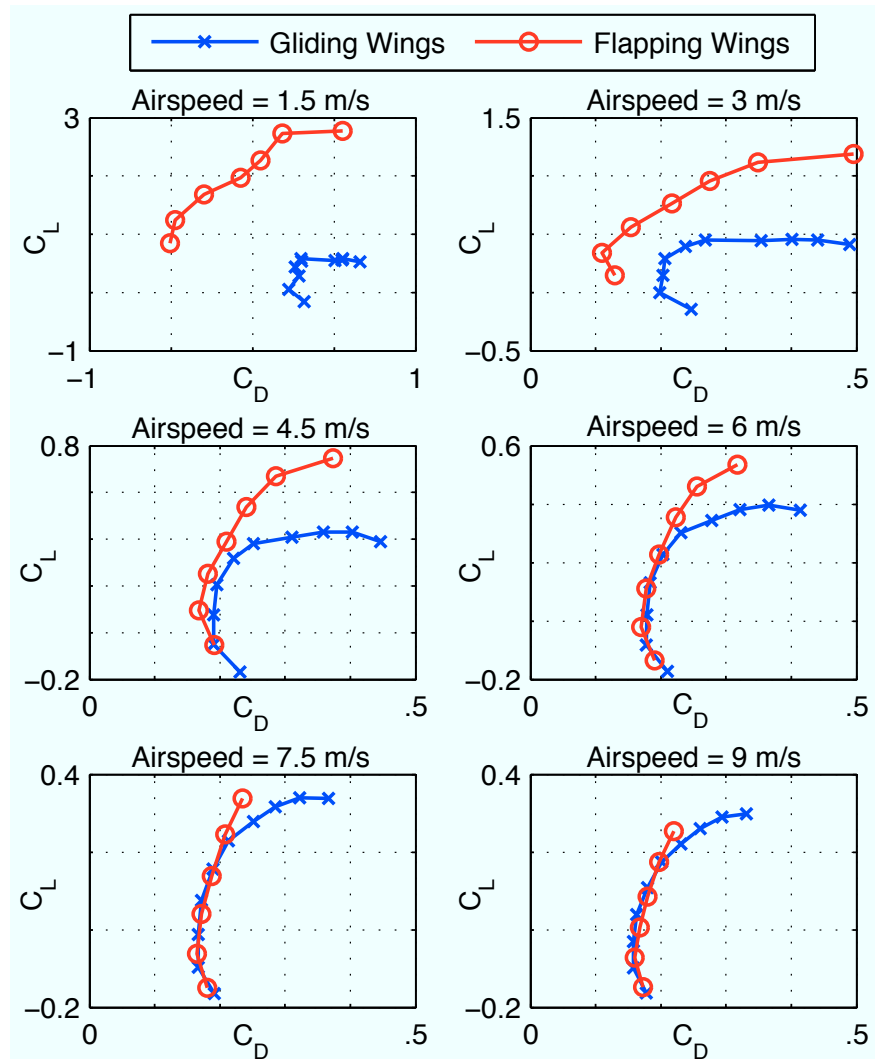 Gliding Wings Flapping Wings
Airspeed = 1.5 m/s
3
C_L
−1
−1 1
C_D
Airspeed = 3 m/s
1.5
C_L
−0.5
0 .5
C_D
Airspeed = 4.5 m/s
0.8
C_L
−0.2
0 .5
C_D
Airspeed = 6 m/s
0.6
C_L
−0.2
0 .5
C_D
Airspeed = 7.5 m/s
0.4
C_L
−0.2
0 .5
C_D
Airspeed = 9 m/s
0.4
C_L
−0.2
0 .5
C_D